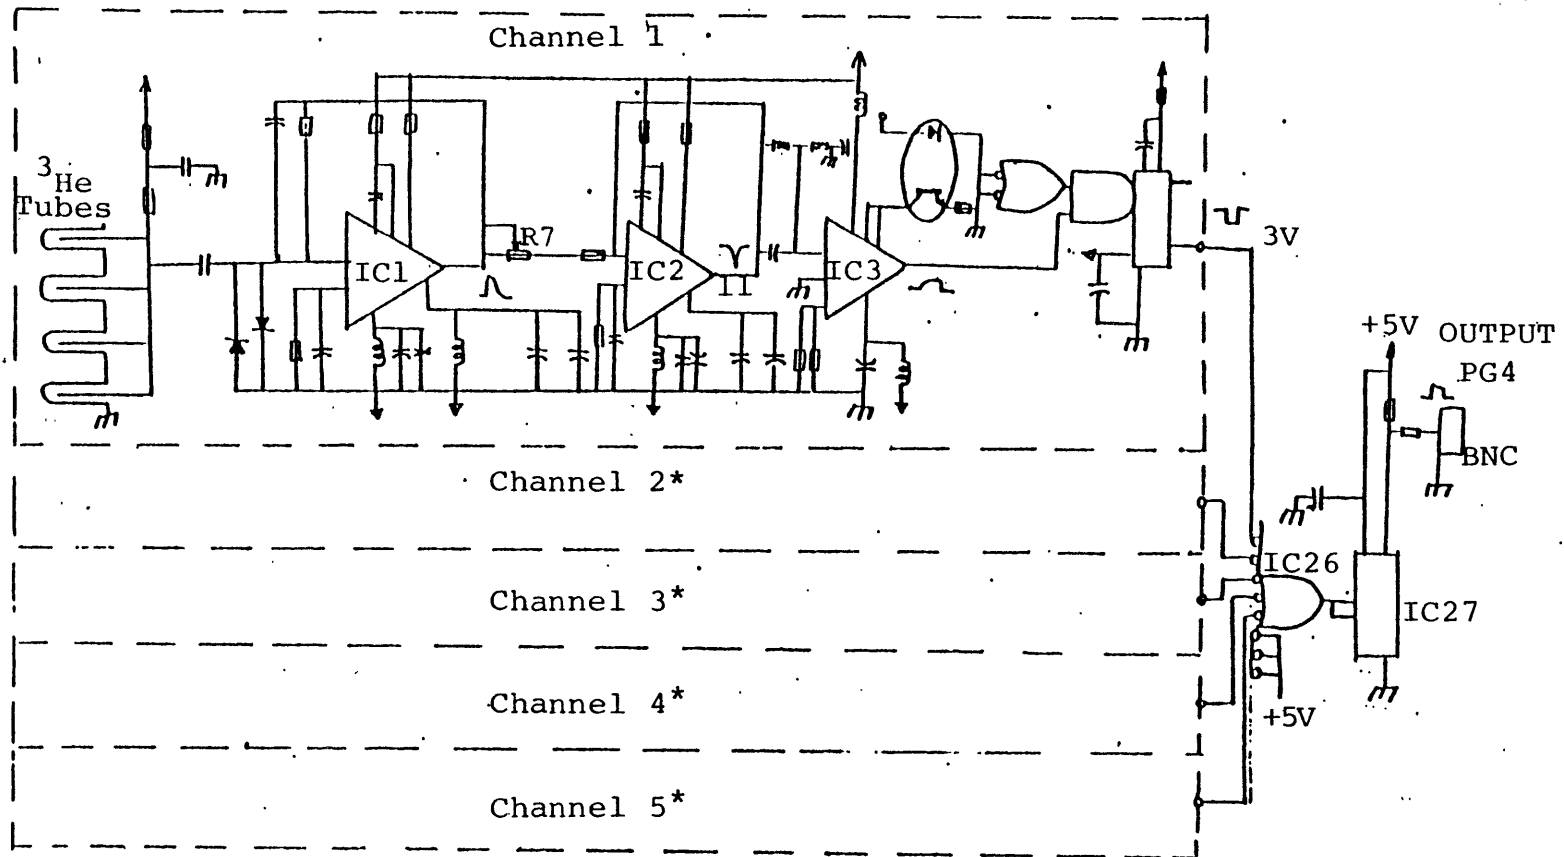 Channel 1
³He
Tubes
R7
IC1
IC2
IC3
3V
+5V
OUTPUT
PG4
BNC
Channel 2*
IC26
Channel 3*
IC27
Channel 4*
+5V
Channel 5*